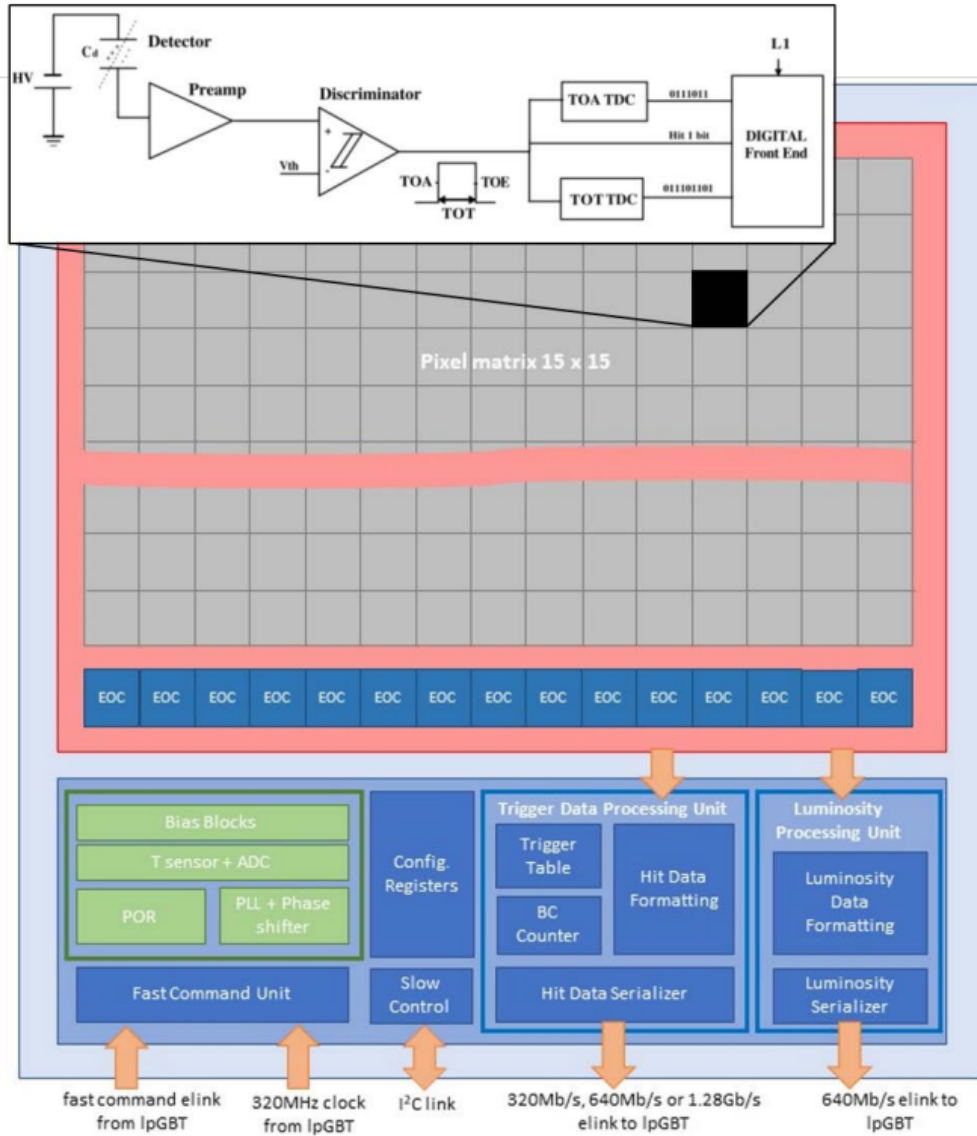 L1
Cd
Detector
HV
Preamp
Discriminator
TOA TDC
0111011
DIGITAL
Front End
Hit 1 bit
+
Vth
-
TOA
TOE
TOT
TOT TDC
011101101
Pixel matrix 15 x 15
EOC EOC EOC EOC EOC EOC EOC EOC EOC EOC EOC EOC EOC EOC EOC
Bias Blocks
T sensor + ADC
POR
PLL + Phase
shifter
Fast Command Unit
Config.
Registers
Slow
Control
Trigger Data Processing Unit
Trigger
Table
BC
Counter
Hit Data
Formatting
Hit Data Serializer
Luminosity
Processing Unit
Luminosity
Data
Formatting
Luminosity
Serializer
fast command elink
from lpGBT
320MHz clock
from lpGBT
I²C link
320Mb/s, 640Mb/s or 1.28Gb/s
elink to lpGBT
640Mb/s elink to
lpGBT